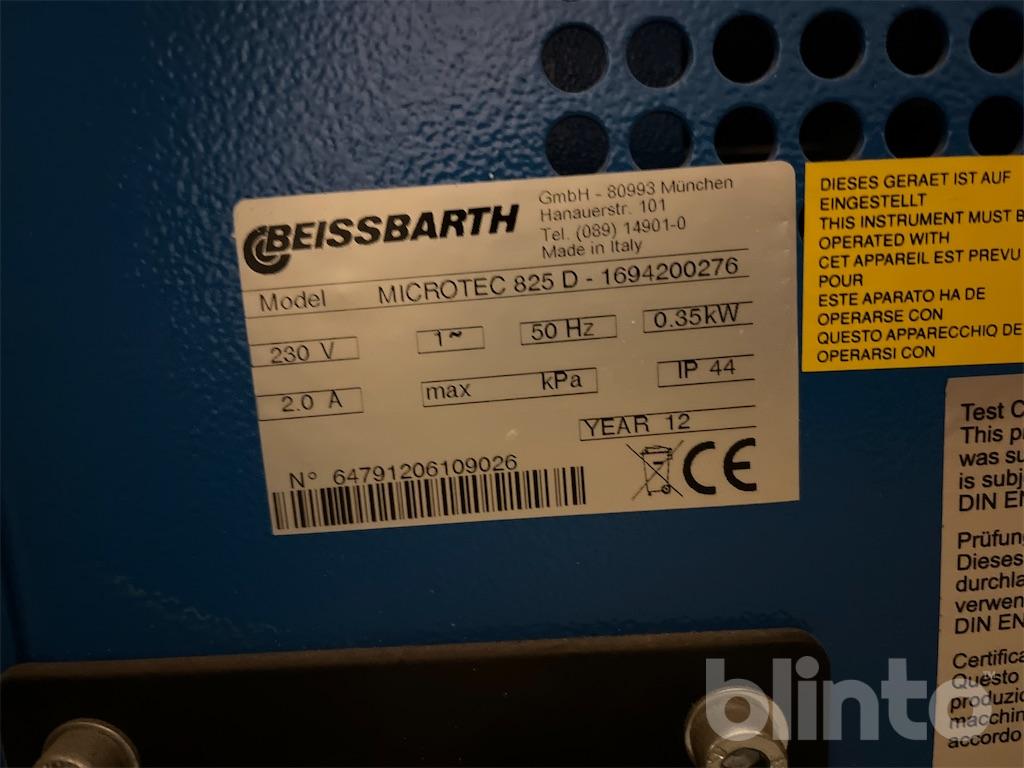 BEISSBARTH
GmbH - 80993 München
Hanauerstr. 101
Tel. (089) 14901-0
Made in Italy
Model MICROTEC 825 D - 1694200276
230 V 1~ 50 Hz 0.35kW
2.0 A max kPa IP 44
YEAR 12
N° 64791206109026
CE
DIESES GERAET IST AUF
EINGESTELLT
THIS INSTRUMENT MUST B
OPERATED WITH
CET APPAREIL EST PREVU
POUR
ESTE APARATO HA DE
OPERARSE CON
QUESTO APPARECCHIO DE
OPERARSI CON
Test C
This p
was su
is subj
DIN E
Prüfun
Dieses
durchla
verwen
DIN EN
Certifica
Questo
produzio
macchin
accordo
blinto